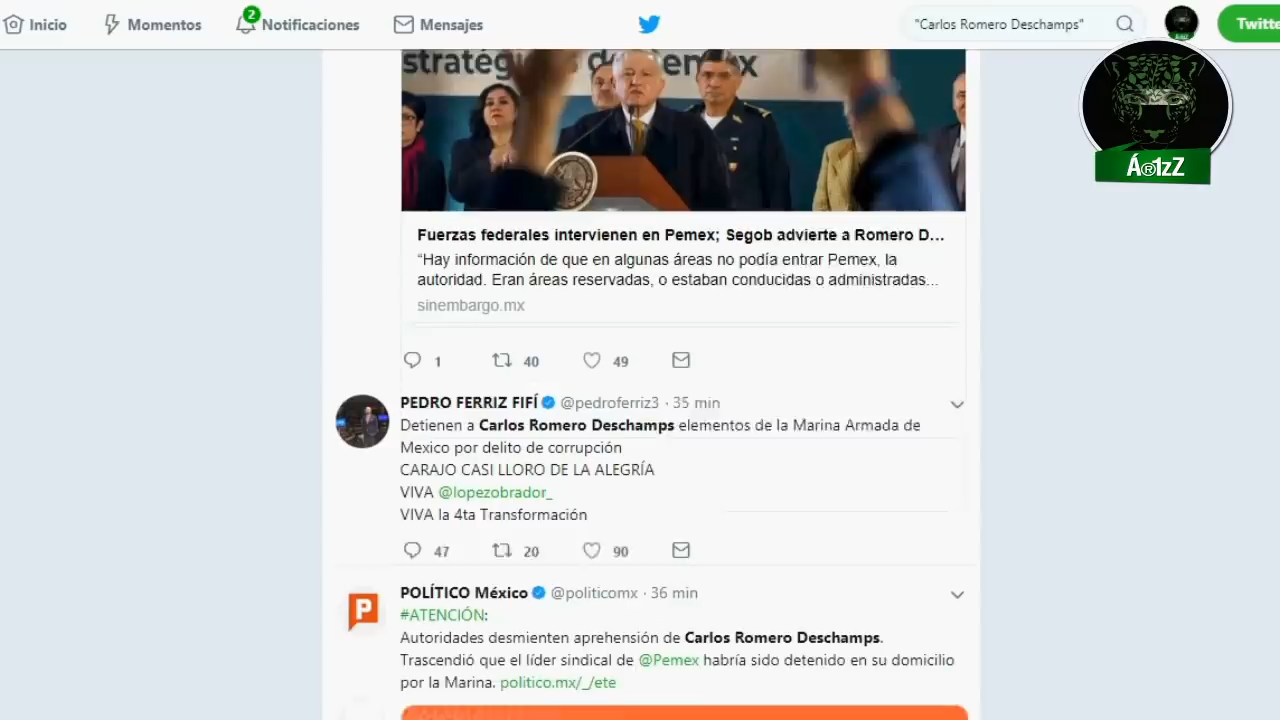 Inicio
Momentos
2
Notificaciones
Mensajes
"Carlos Romero Deschamps"
Twitte
Á®1zZ
estrategi s d Pemex
Fuerzas federales intervienen en Pemex; Segob advierte a Romero D...
“Hay información de que en algunas áreas no podía entrar Pemex, la
autoridad. Eran áreas reservadas, o estaban conducidas o administradas...
sinembargo.mx
1
40
49
PEDRO FERRIZ FIFÍ @pedroferriz3 · 35 min
Detienen a Carlos Romero Deschamps elementos de la Marina Armada de
Mexico por delito de corrupción
CARAJO CASI LLORO DE LA ALEGRÍA
VIVA @lopezobrador_
VIVA la 4ta Transformación
47
20
90
P
POLÍTICO México @politicomx · 36 min
#ATENCIÓN:
Autoridades desmienten aprehensión de Carlos Romero Deschamps.
Trascendió que el líder sindical de @Pemex habría sido detenido en su domicilio
por la Marina. politico.mx/_/ete